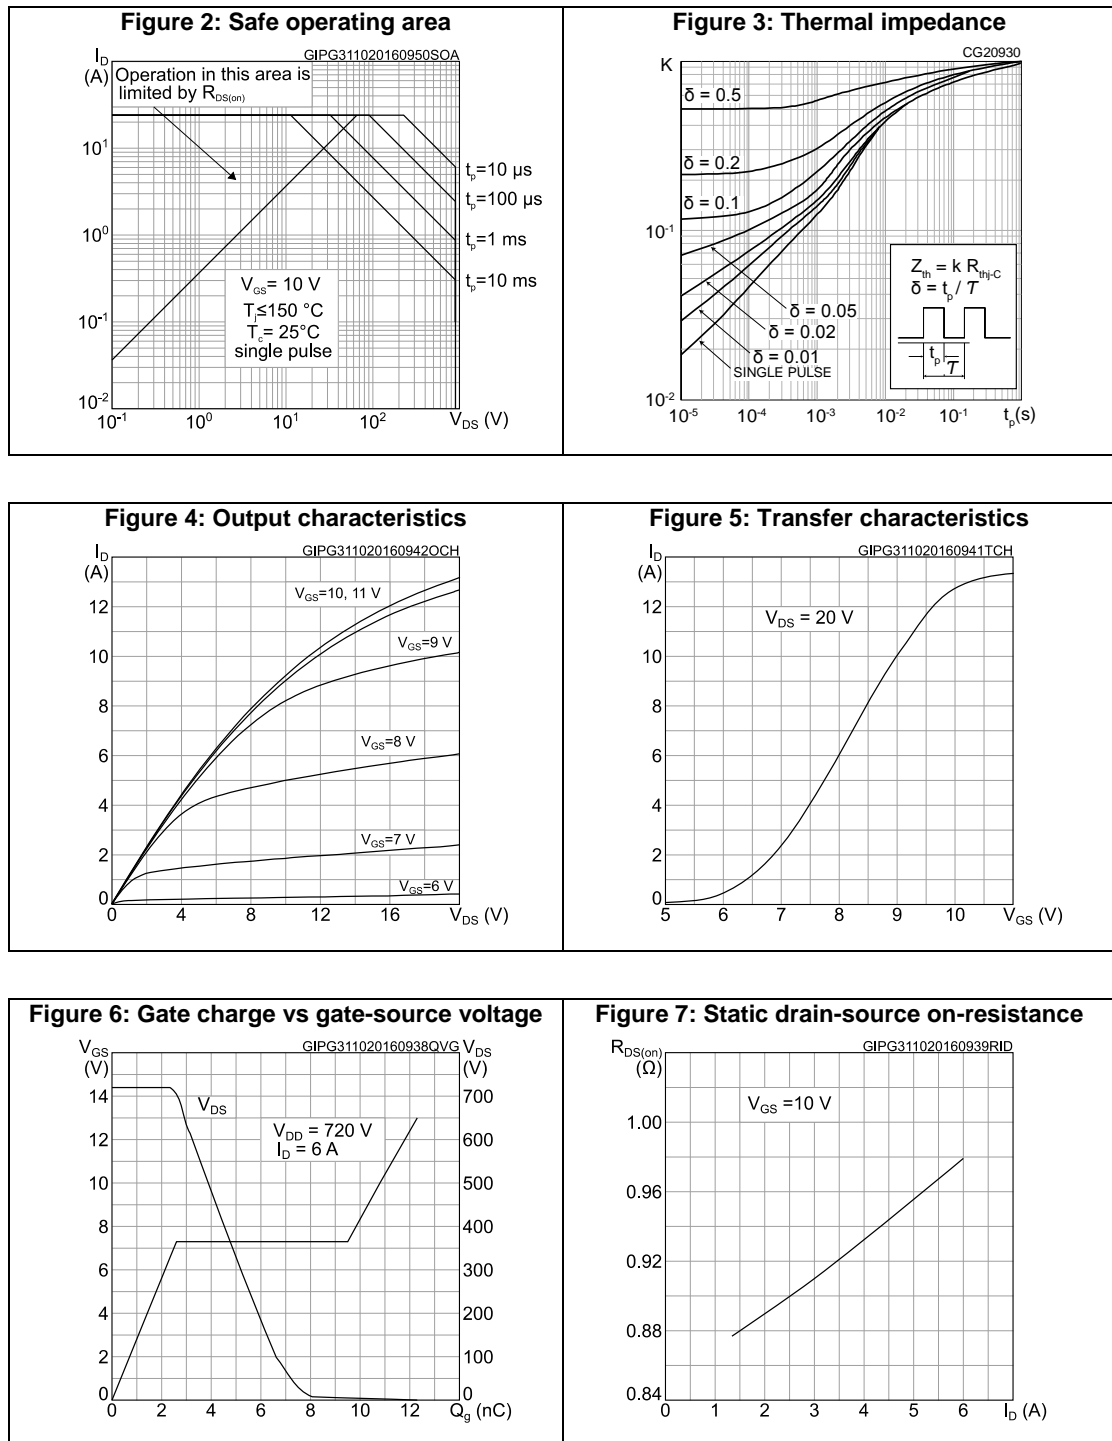 Figure 2: Safe operating area
GIPG311020160950SOA
I_D
(A)
Operation in this area is
limited by R_DS(on)
10^1
10^0
10^-1
10^-2
t_p=10 µs
t_p=100 µs
t_p=1 ms
t_p=10 ms
V_GS= 10 V
T_j≤150 °C
T_c= 25°C
single pulse
10^-1 10^0 10^1 10^2 V_DS (V)
Figure 3: Thermal impedance
CG20930
K
δ = 0.5
δ = 0.2
δ = 0.1
10^-1
δ = 0.05
δ = 0.02
δ = 0.01
SINGLE PULSE
Z_th = k R_thj-C
δ = t_p / τ
t_p
τ
10^-2
10^-5 10^-4 10^-3 10^-2 10^-1 t_p(s)
Figure 4: Output characteristics
GIPG311020160942OCH
I_D
(A)
V_GS=10, 11 V
V_GS=9 V
V_GS=8 V
V_GS=7 V
V_GS=6 V
12
10
8
6
4
2
0
0 4 8 12 16 V_DS (V)
Figure 5: Transfer characteristics
GIPG311020160941TCH
I_D
(A)
V_DS = 20 V
12
10
8
6
4
2
0
5 6 7 8 9 10 V_GS (V)
Figure 6: Gate charge vs gate-source voltage
GIPG311020160938QVG
V_GS
(V)
V_DS
(V)
V_DS
V_DD = 720 V
I_D = 6 A
14
12
10
8
6
4
2
0
700
600
500
400
300
200
100
0
0 2 4 6 8 10 12 Q_g (nC)
Figure 7: Static drain-source on-resistance
GIPG311020160939RID
R_DS(on)
(Ω)
V_GS =10 V
1.00
0.96
0.92
0.88
0.84
0 1 2 3 4 5 6 I_D (A)